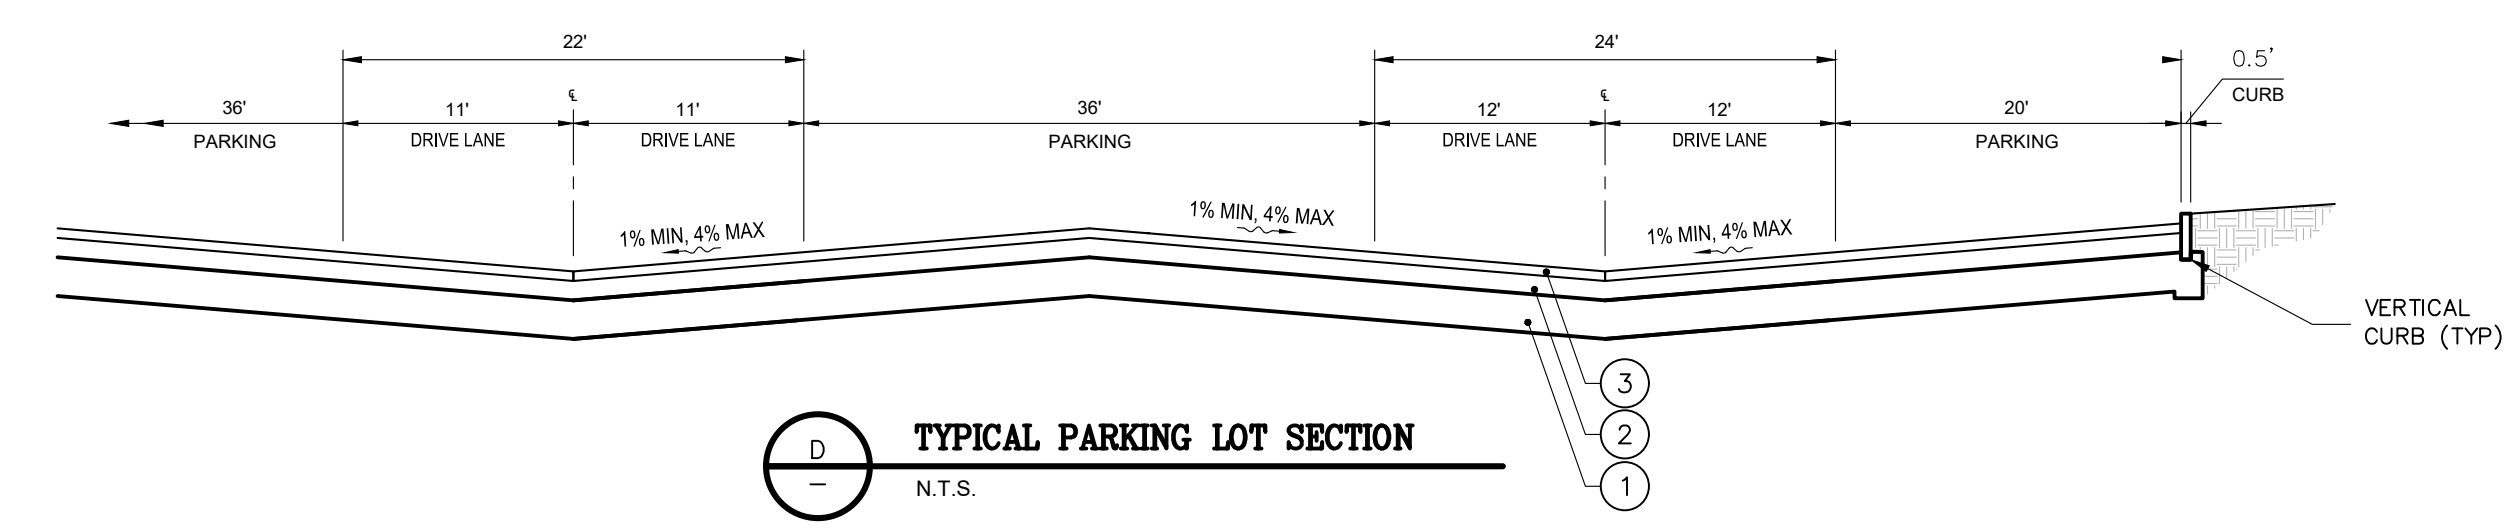 22'
24'
0.5'
CURB
36'
11'
℄
11'
36'
12'
℄
12'
20'
PARKING
DRIVE LANE
DRIVE LANE
PARKING
DRIVE LANE
DRIVE LANE
PARKING
1% MIN, 4% MAX
1% MIN, 4% MAX
1% MIN, 4% MAX
VERTICAL
CURB (TYP)
3
2
1
D
–
TYPICAL PARKING LOT SECTION
N.T.S.